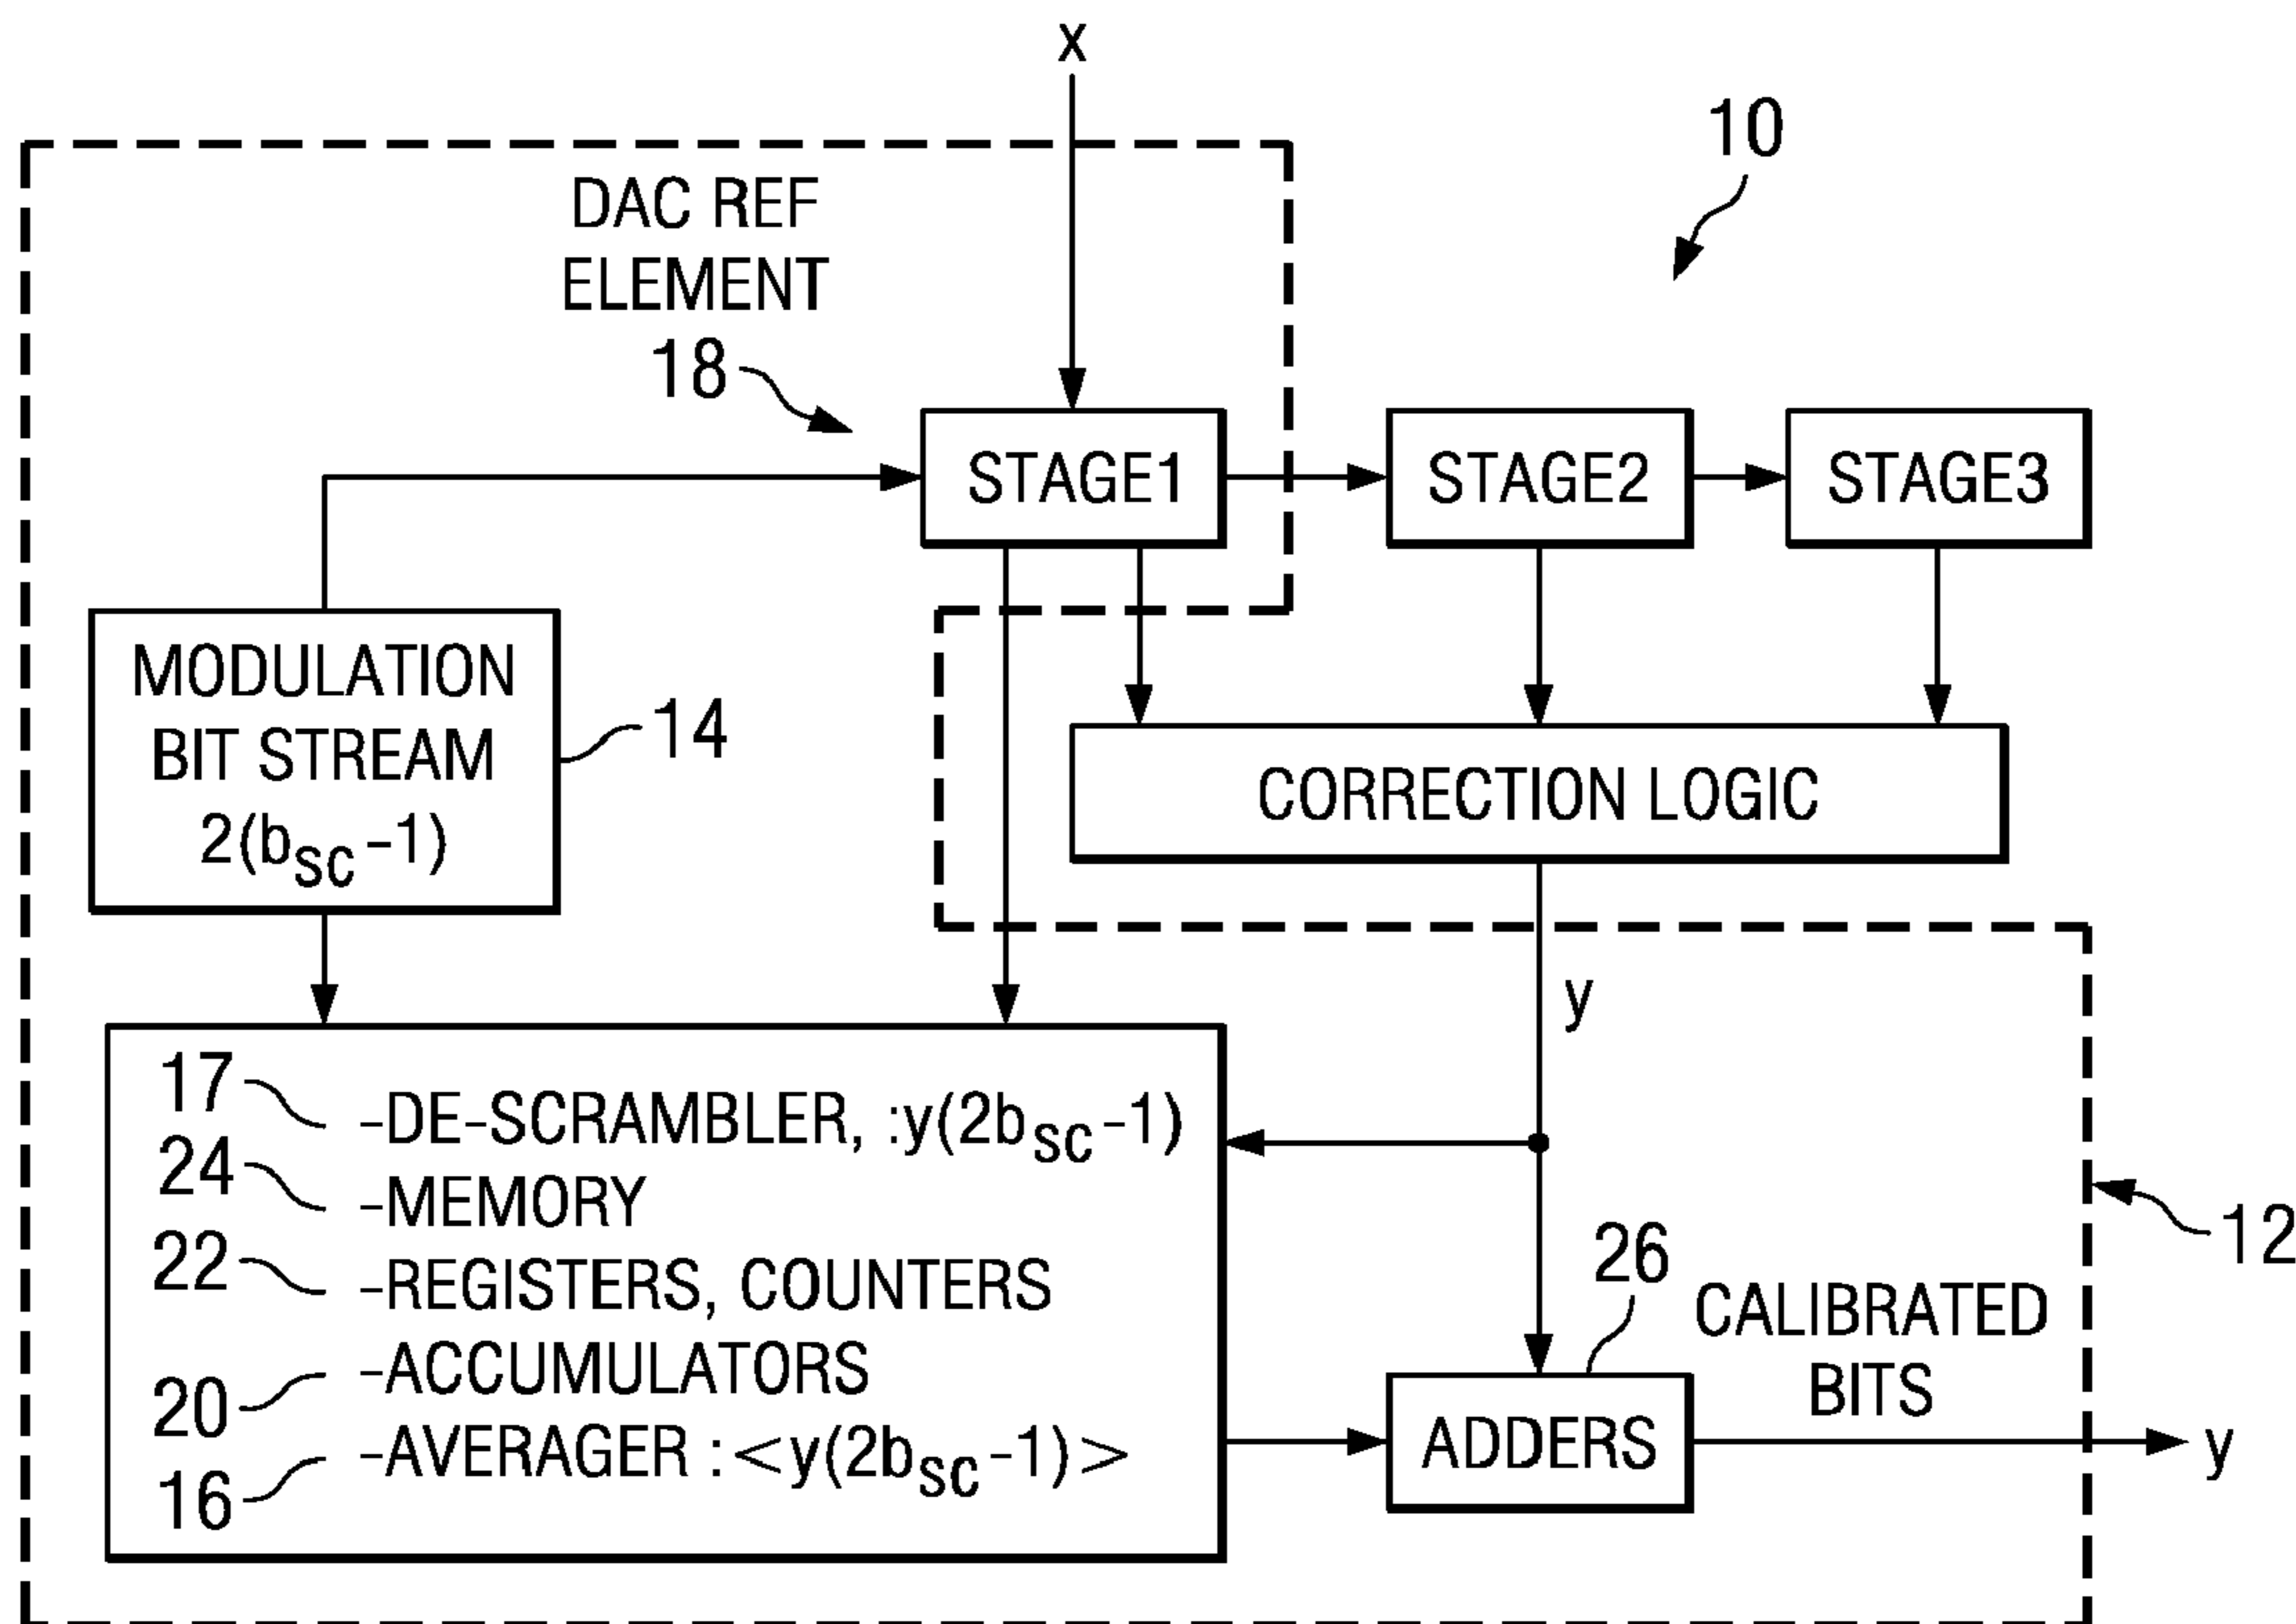 x
10
DAC REF
ELEMENT
18
STAGE1
STAGE2
STAGE3
MODULATION
BIT STREAM
2(bsc-1)
14
CORRECTION LOGIC
y
17 -DE-SCRAMBLER, :y(2bsc-1)
24 -MEMORY
22 -REGISTERS, COUNTERS
20 -ACCUMULATORS
16 -AVERAGER :<y(2bsc-1)>
12
26
CALIBRATED
BITS
ADDERS
y